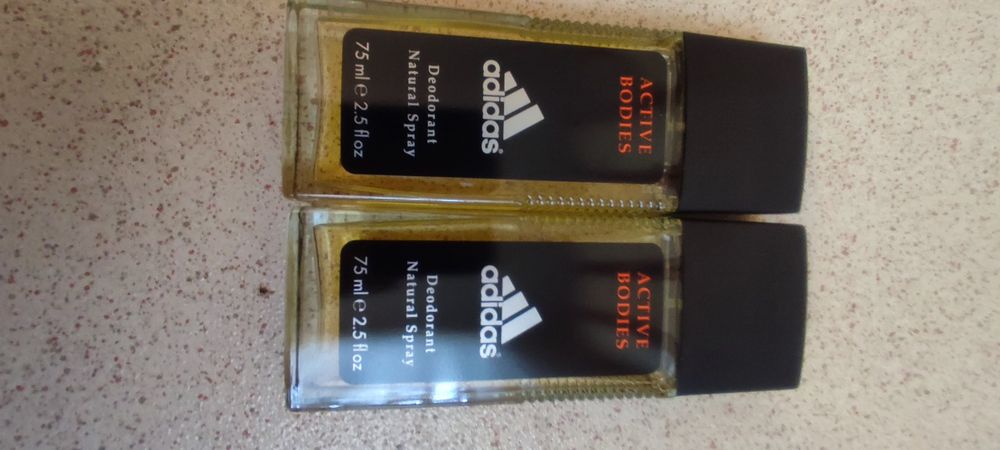 ACTIVE
BODIES
adidas®
Deodorant
Natural Spray
75 ml e 2.5 fl oz
ACTIVE
BODIES
adidas®
Deodorant
Natural Spray
75 ml e 2.5 fl oz